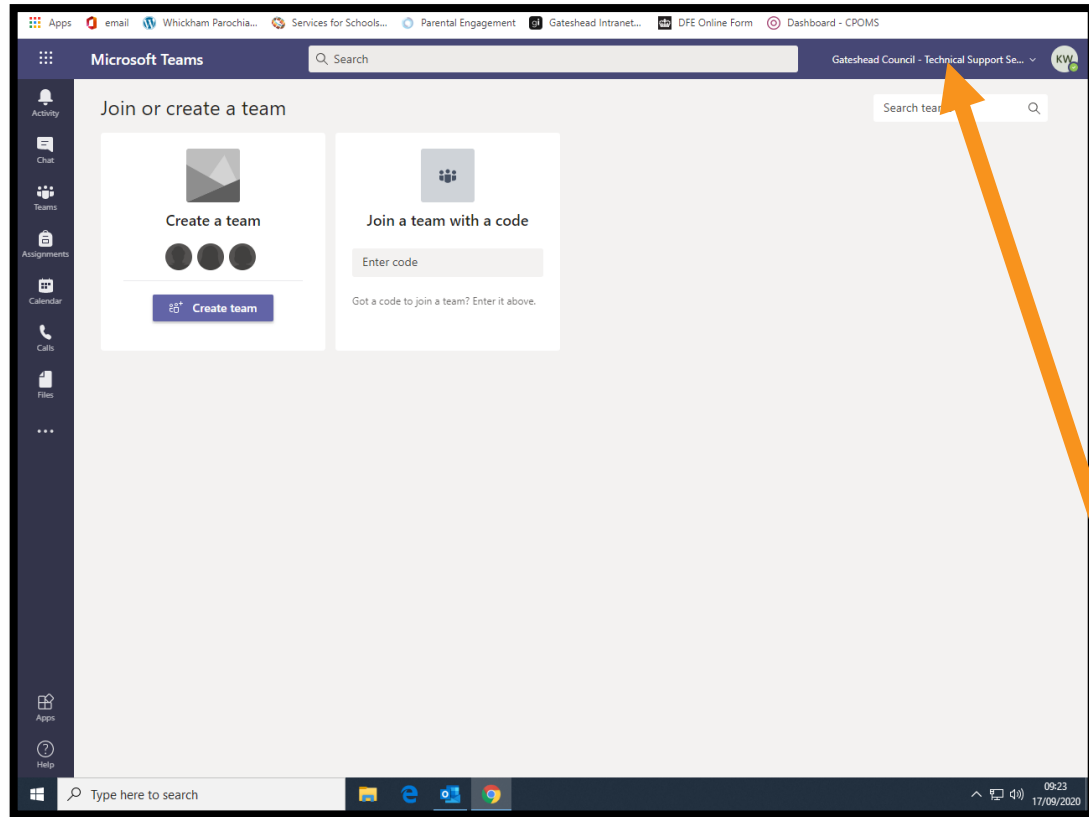 Apps email Whickham Parochia... Services for Schools... Parental Engagement gi Gateshead Intranet... DFE Online Form Dashboard - CPOMS
Microsoft Teams Search Gateshead Council - Technical Support Se... KW
Activity
Chat
Teams
Assignments
Calendar
Calls
Files
Join or create a team
Search
Create a team
Create team
Join a team with a code
Enter code
Got a code to join a team? Enter it above.
Apps
Help
Type here to search
09:23
17/09/2020